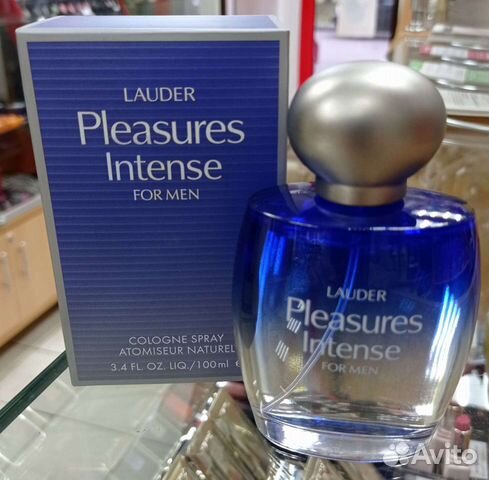 LAUDER
Pleasures
Intense
FOR MEN
COLOGNE SPRAY
ATOMISEUR NATUREL
3.4 FL. OZ. LIQ./100ml e
LAUDER
Pleasures
Intense
FOR MEN
Avito